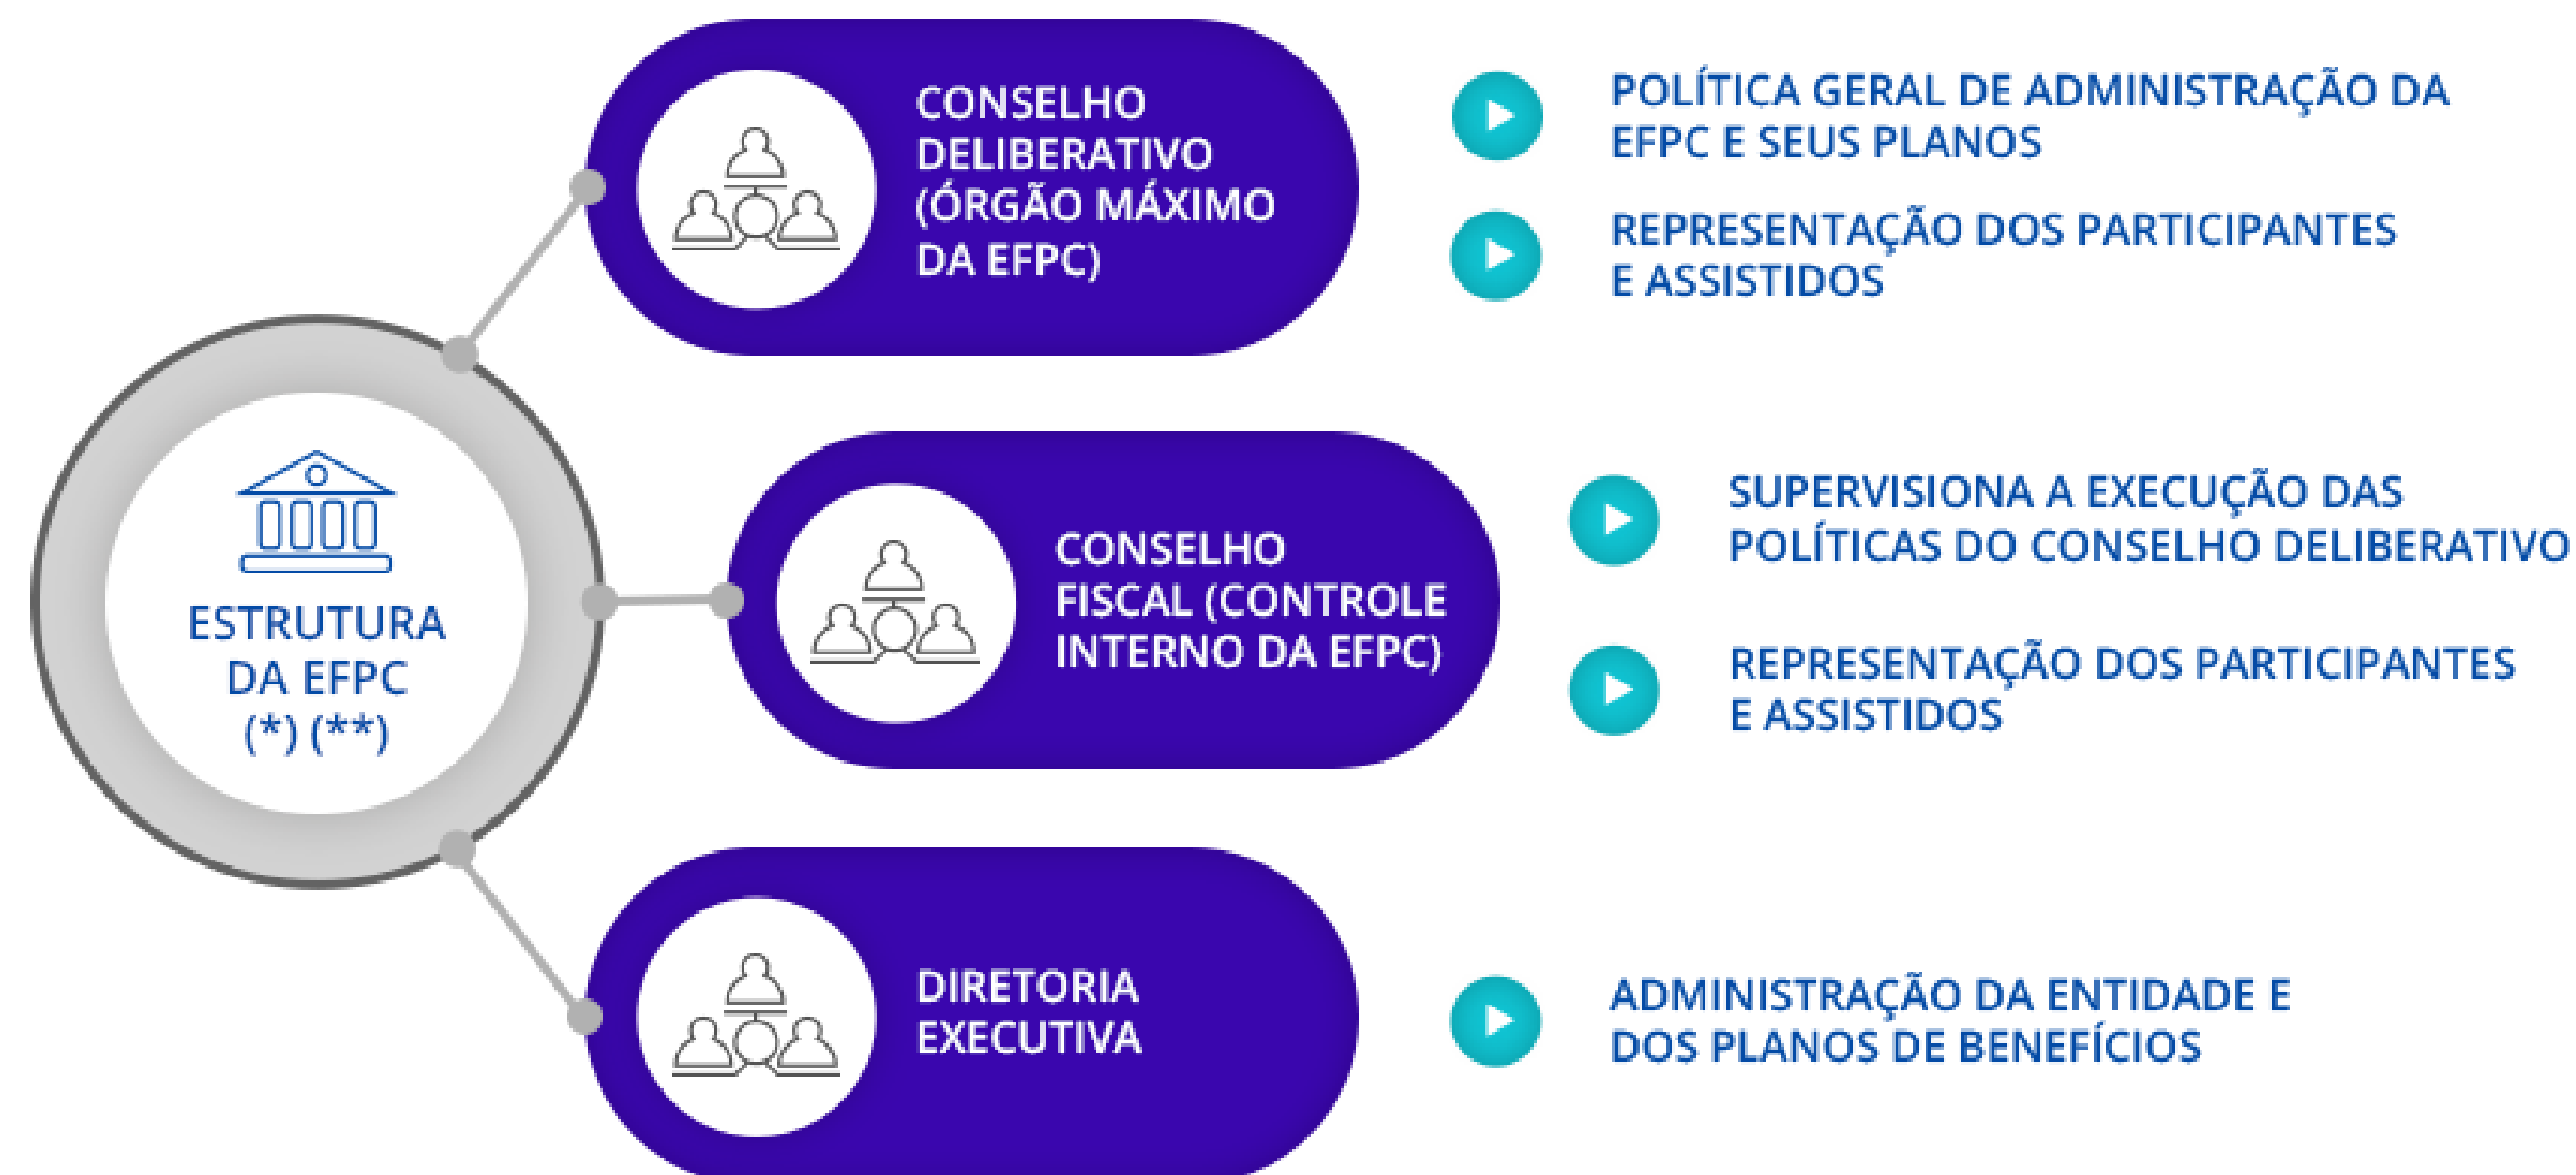 CONSELHO
DELIBERATIVO
(ÓRGÃO MÁXIMO
DA EFPC)
POLÍTICA GERAL DE ADMINISTRAÇÃO DA
EFPC E SEUS PLANOS
REPRESENTAÇÃO DOS PARTICIPANTES
E ASSISTIDOS
ESTRUTURA
DA EFPC
(*) (**)
CONSELHO
FISCAL (CONTROLE
INTERNO DA EFPC)
SUPERVISIONA A EXECUÇÃO DAS
POLÍTICAS DO CONSELHO DELIBERATIVO
REPRESENTAÇÃO DOS PARTICIPANTES
E ASSISTIDOS
DIRETORIA
EXECUTIVA
ADMINISTRAÇÃO DA ENTIDADE E
DOS PLANOS DE BENEFÍCIOS